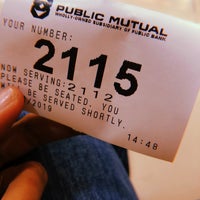 PUBLIC MUTUAL
WHOLLY-OWNED SUBSIDIARY OF PUBLIC BANK
YOUR NUMBER:
2115
NOW SERVING: 2112
PLEASE BE SEATED. YOU
WILL BE SERVED SHORTLY.
/2019
14:48